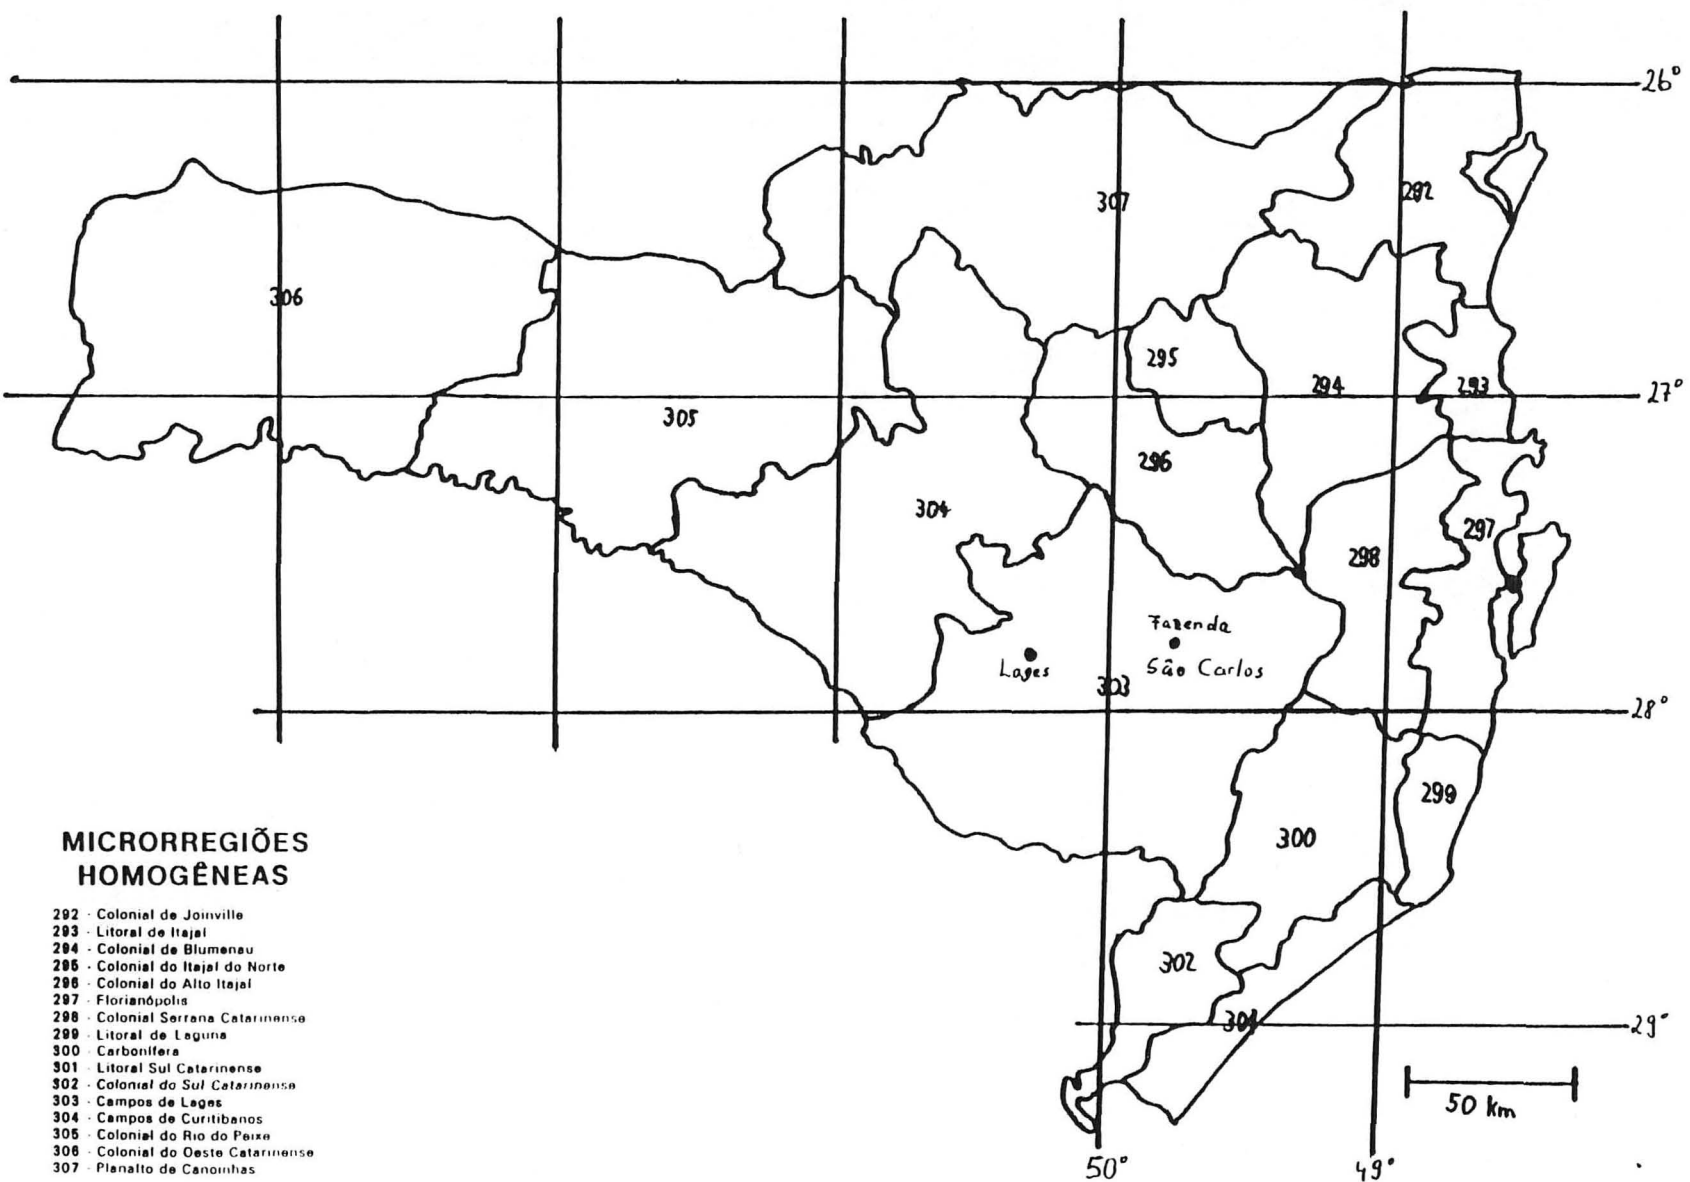 26°
307
292
306
295
294
293
27°
305
296
304
297
298
Fazenda
São Carlos
Lages
303
28°
299
300
302
301
29°
50 km
50°
49°
MICRORREGIÕES
HOMOGÊNEAS
292 - Colonial de Joinville
293 - Litoral de Itajaí
294 - Colonial de Blumenau
295 - Colonial do Itajaí do Norte
296 - Colonial do Alto Itajaí
297 - Florianópolis
298 - Colonial Serrana Catarinense
299 - Litoral de Laguna
300 - Carbonífera
301 - Litoral Sul Catarinense
302 - Colonial do Sul Catarinense
303 - Campos de Lages
304 - Campos de Curitibanos
305 - Colonial do Rio do Peixe
306 - Colonial do Oeste Catarinense
307 - Planalto de Canoinhas